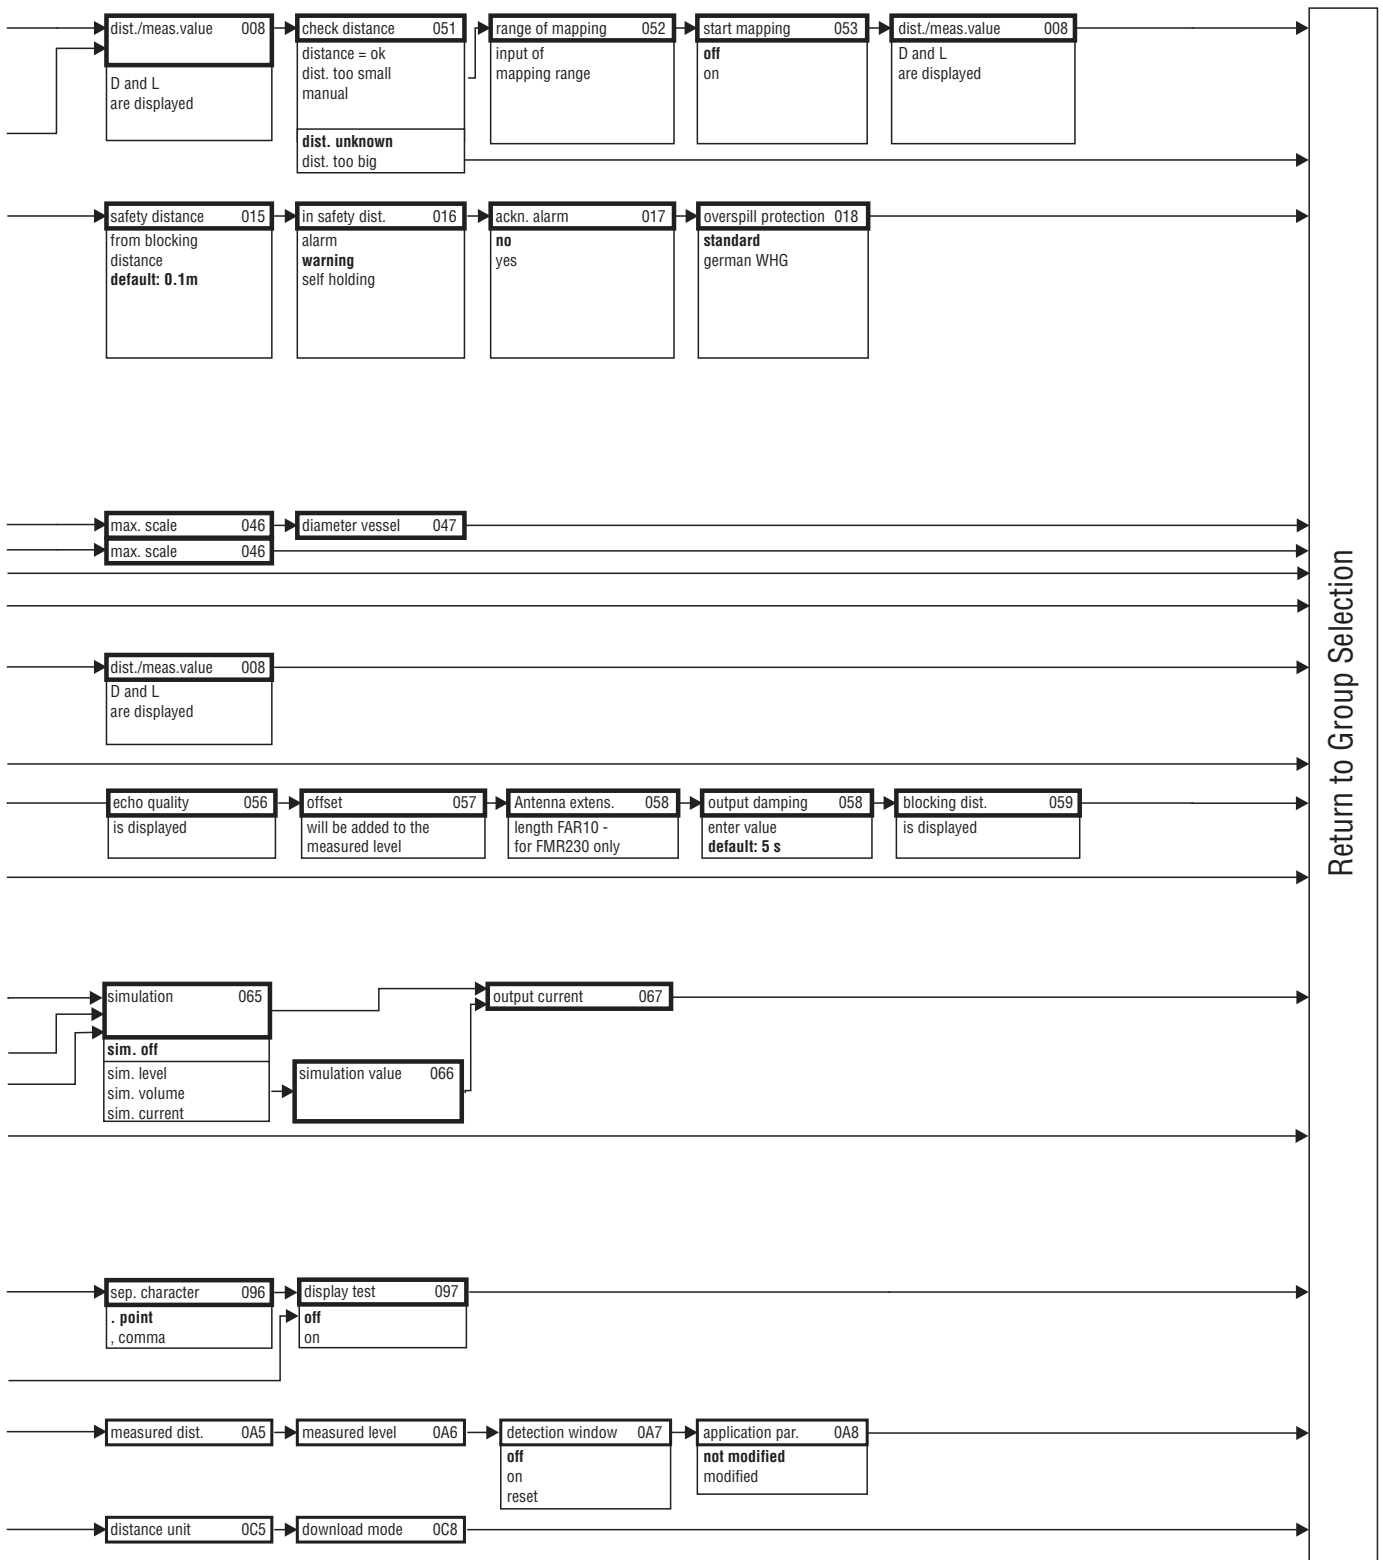 dist./meas.value 008
D and L
are displayed
check distance 051
distance = ok
dist. too small
manual
dist. unknown
dist. too big
range of mapping 052
input of
mapping range
start mapping 053
off
on
dist./meas.value 008
D and L
are displayed
safety distance 015
from blocking
distance
default: 0.1m
in safety dist. 016
alarm
warning
self holding
ackn. alarm 017
no
yes
overspill protection 018
standard
german WHG
max. scale 046
diameter vessel 047
max. scale 046
dist./meas.value 008
D and L
are displayed
echo quality 056
is displayed
offset 057
will be added to the
measured level
Antenna extens. 058
length FAR10 -
for FMR230 only
output damping 058
enter value
default: 5 s
blocking dist. 059
is displayed
simulation 065
sim. off
sim. level
sim. volume
sim. current
simulation value 066
output current 067
sep. character 096
. point
, comma
display test 097
off
on
measured dist. 0A5
measured level 0A6
detection window 0A7
off
on
reset
application par. 0A8
not modified
modified
distance unit 0C5
download mode 0C8
Return to Group Selection